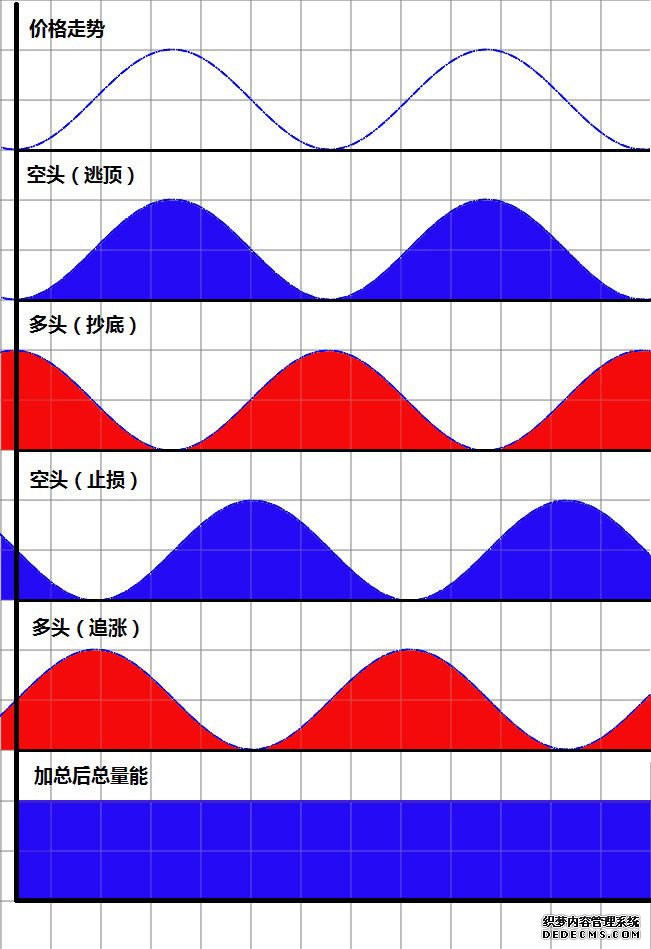 价格走势
空头（逃顶）
多头（抄底）
空头（止损）
多头（追涨）
加总后总量能
织梦内容管理系统
DEDECMS.COM